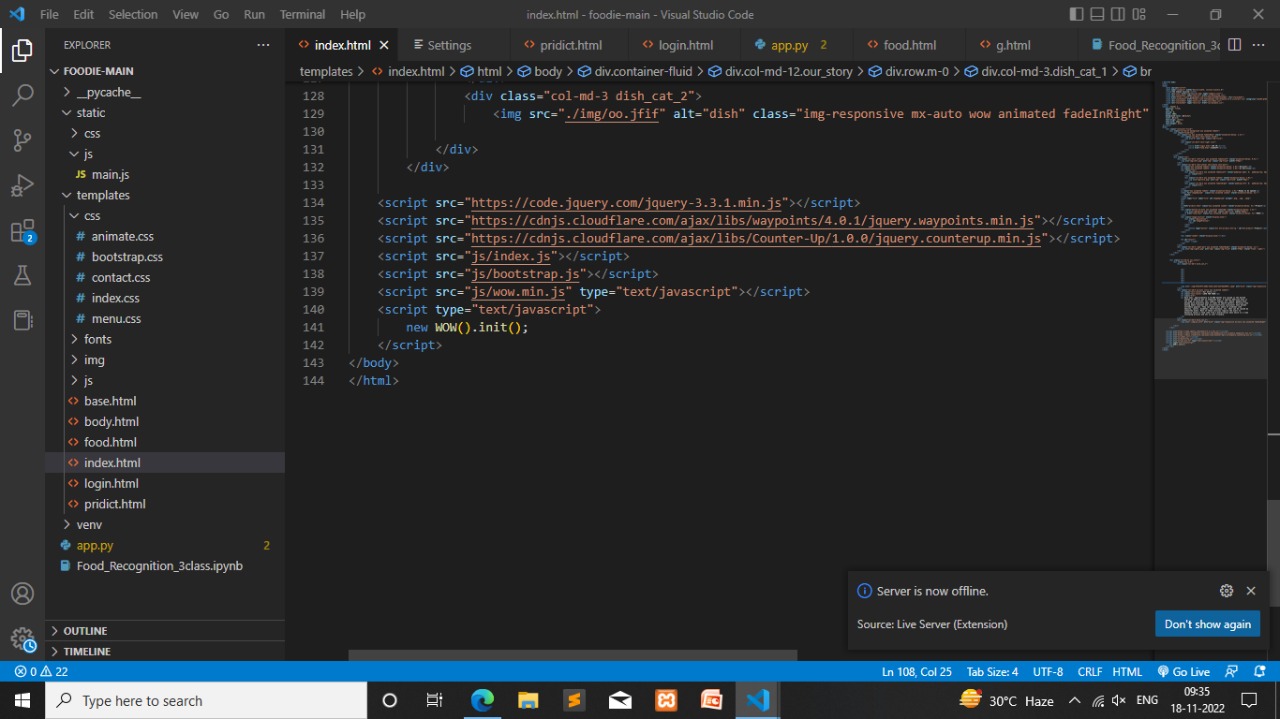 File Edit Selection View Go Run Terminal Help index.html - foodie-main - Visual Studio Code
EXPLORER
FOODIE-MAIN
__pycache__
static
css
js
JS main.js
templates
css
# animate.css
# bootstrap.css
# contact.css
# index.css
# menu.css
fonts
img
js
base.html
body.html
food.html
index.html
login.html
pridict.html
venv
app.py 2
Food_Recognition_3class.ipynb
OUTLINE
TIMELINE
2
index.html Settings pridict.html login.html app.py 2 food.html g.html Food_Recognition_3c
templates > index.html > html > body > div.container-fluid > div.col-md-12.our_story > div.row.m-0 > div.col-md-3.dish_cat_1 > br
128 <div class="col-md-3 dish_cat_2">
129 <img src="./img/oo.jfif" alt="dish" class="img-responsive mx-auto wow animated fadeInRight"
130
131 </div>
132 </div>
133
134 <script src="https://code.jquery.com/jquery-3.3.1.min.js"></script>
135 <script src="https://cdnjs.cloudflare.com/ajax/libs/waypoints/4.0.1/jquery.waypoints.min.js"></script>
136 <script src="https://cdnjs.cloudflare.com/ajax/libs/Counter-Up/1.0.0/jquery.counterup.min.js"></script>
137 <script src="js/index.js"></script>
138 <script src="js/bootstrap.js"></script>
139 <script src="js/wow.min.js" type="text/javascript"></script>
140 <script type="text/javascript">
141 new WOW().init();
142 </script>
143 </body>
144 </html>
Server is now offline.
Source: Live Server (Extension)
Don't show again
0 22 Ln 108, Col 25 Tab Size: 4 UTF-8 CRLF HTML Go Live
Type here to search
30°C Haze ENG
09:35
18-11-2022